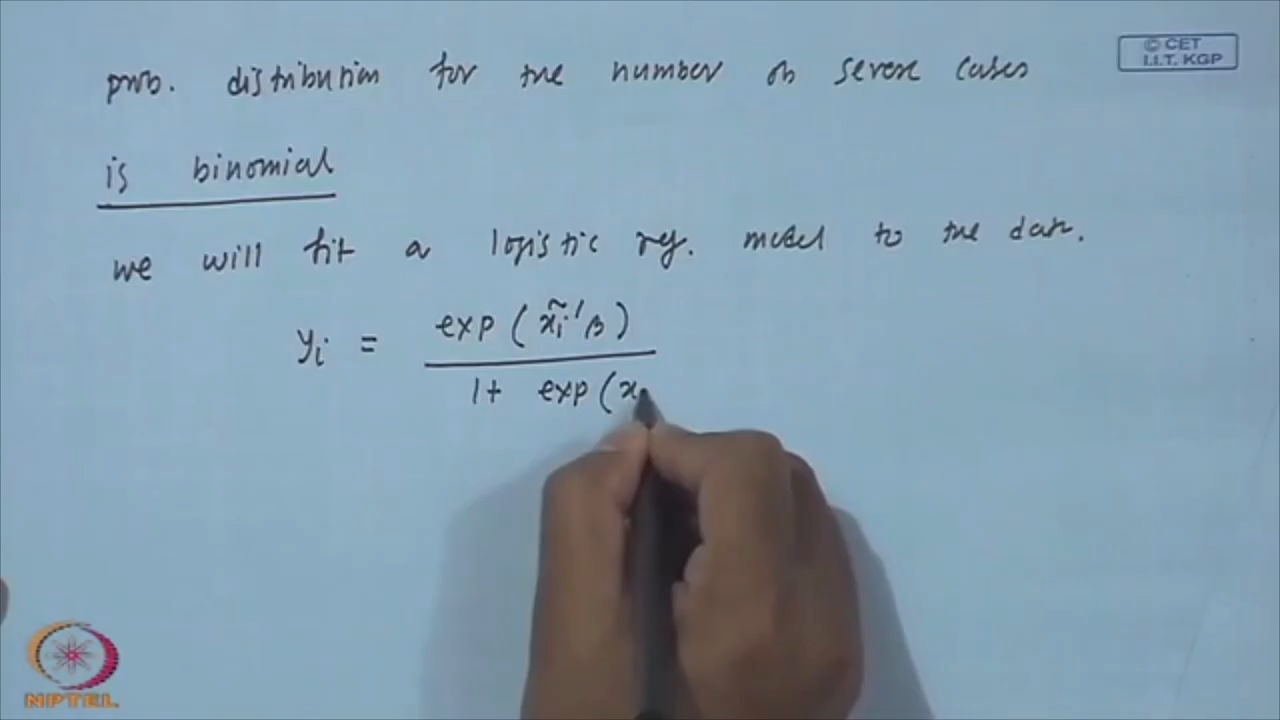 prob. distribution for the number of severe cases
© CET
I.I.T. KGP
is binomial
we will fit a logistic reg. model to the data.
yᵢ = exp ( x̃ᵢ′β ) / 1+ exp ( x
NPTEL